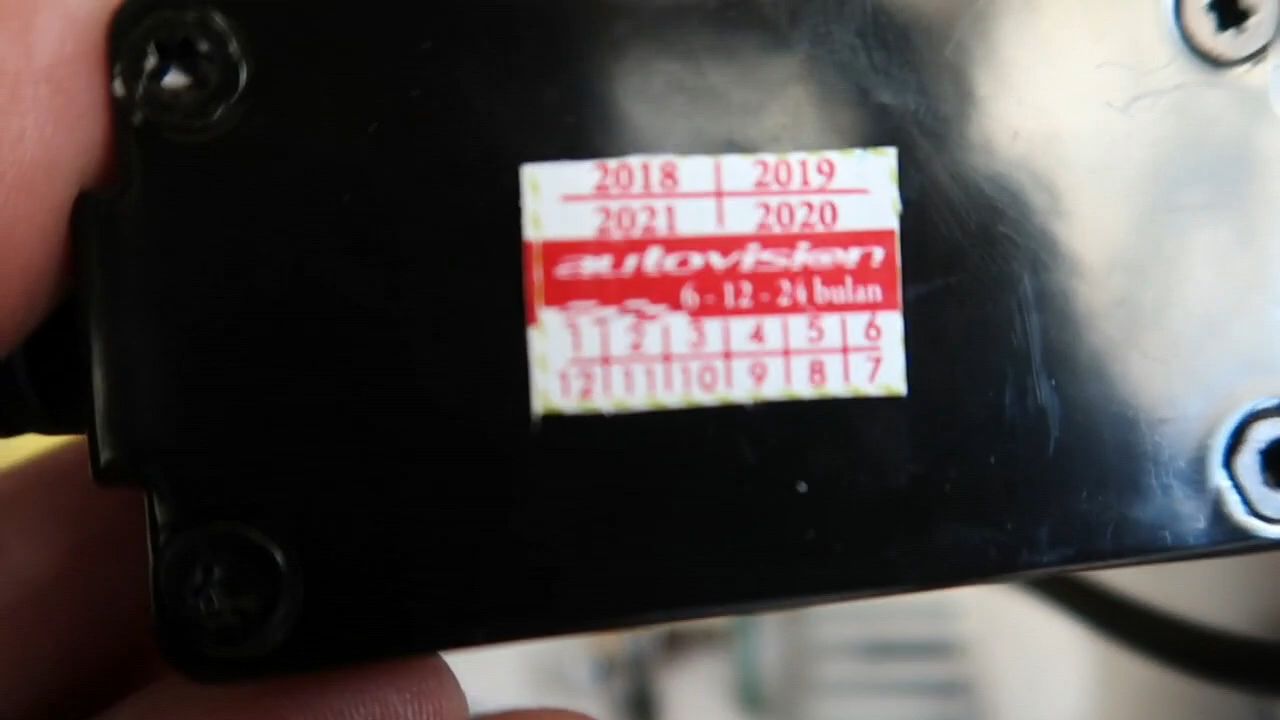 2018 2019
2021 2020
autovision
6 - 12 - 24 bulan
1 2 3 4 5 6
12 11 10 9 8 7